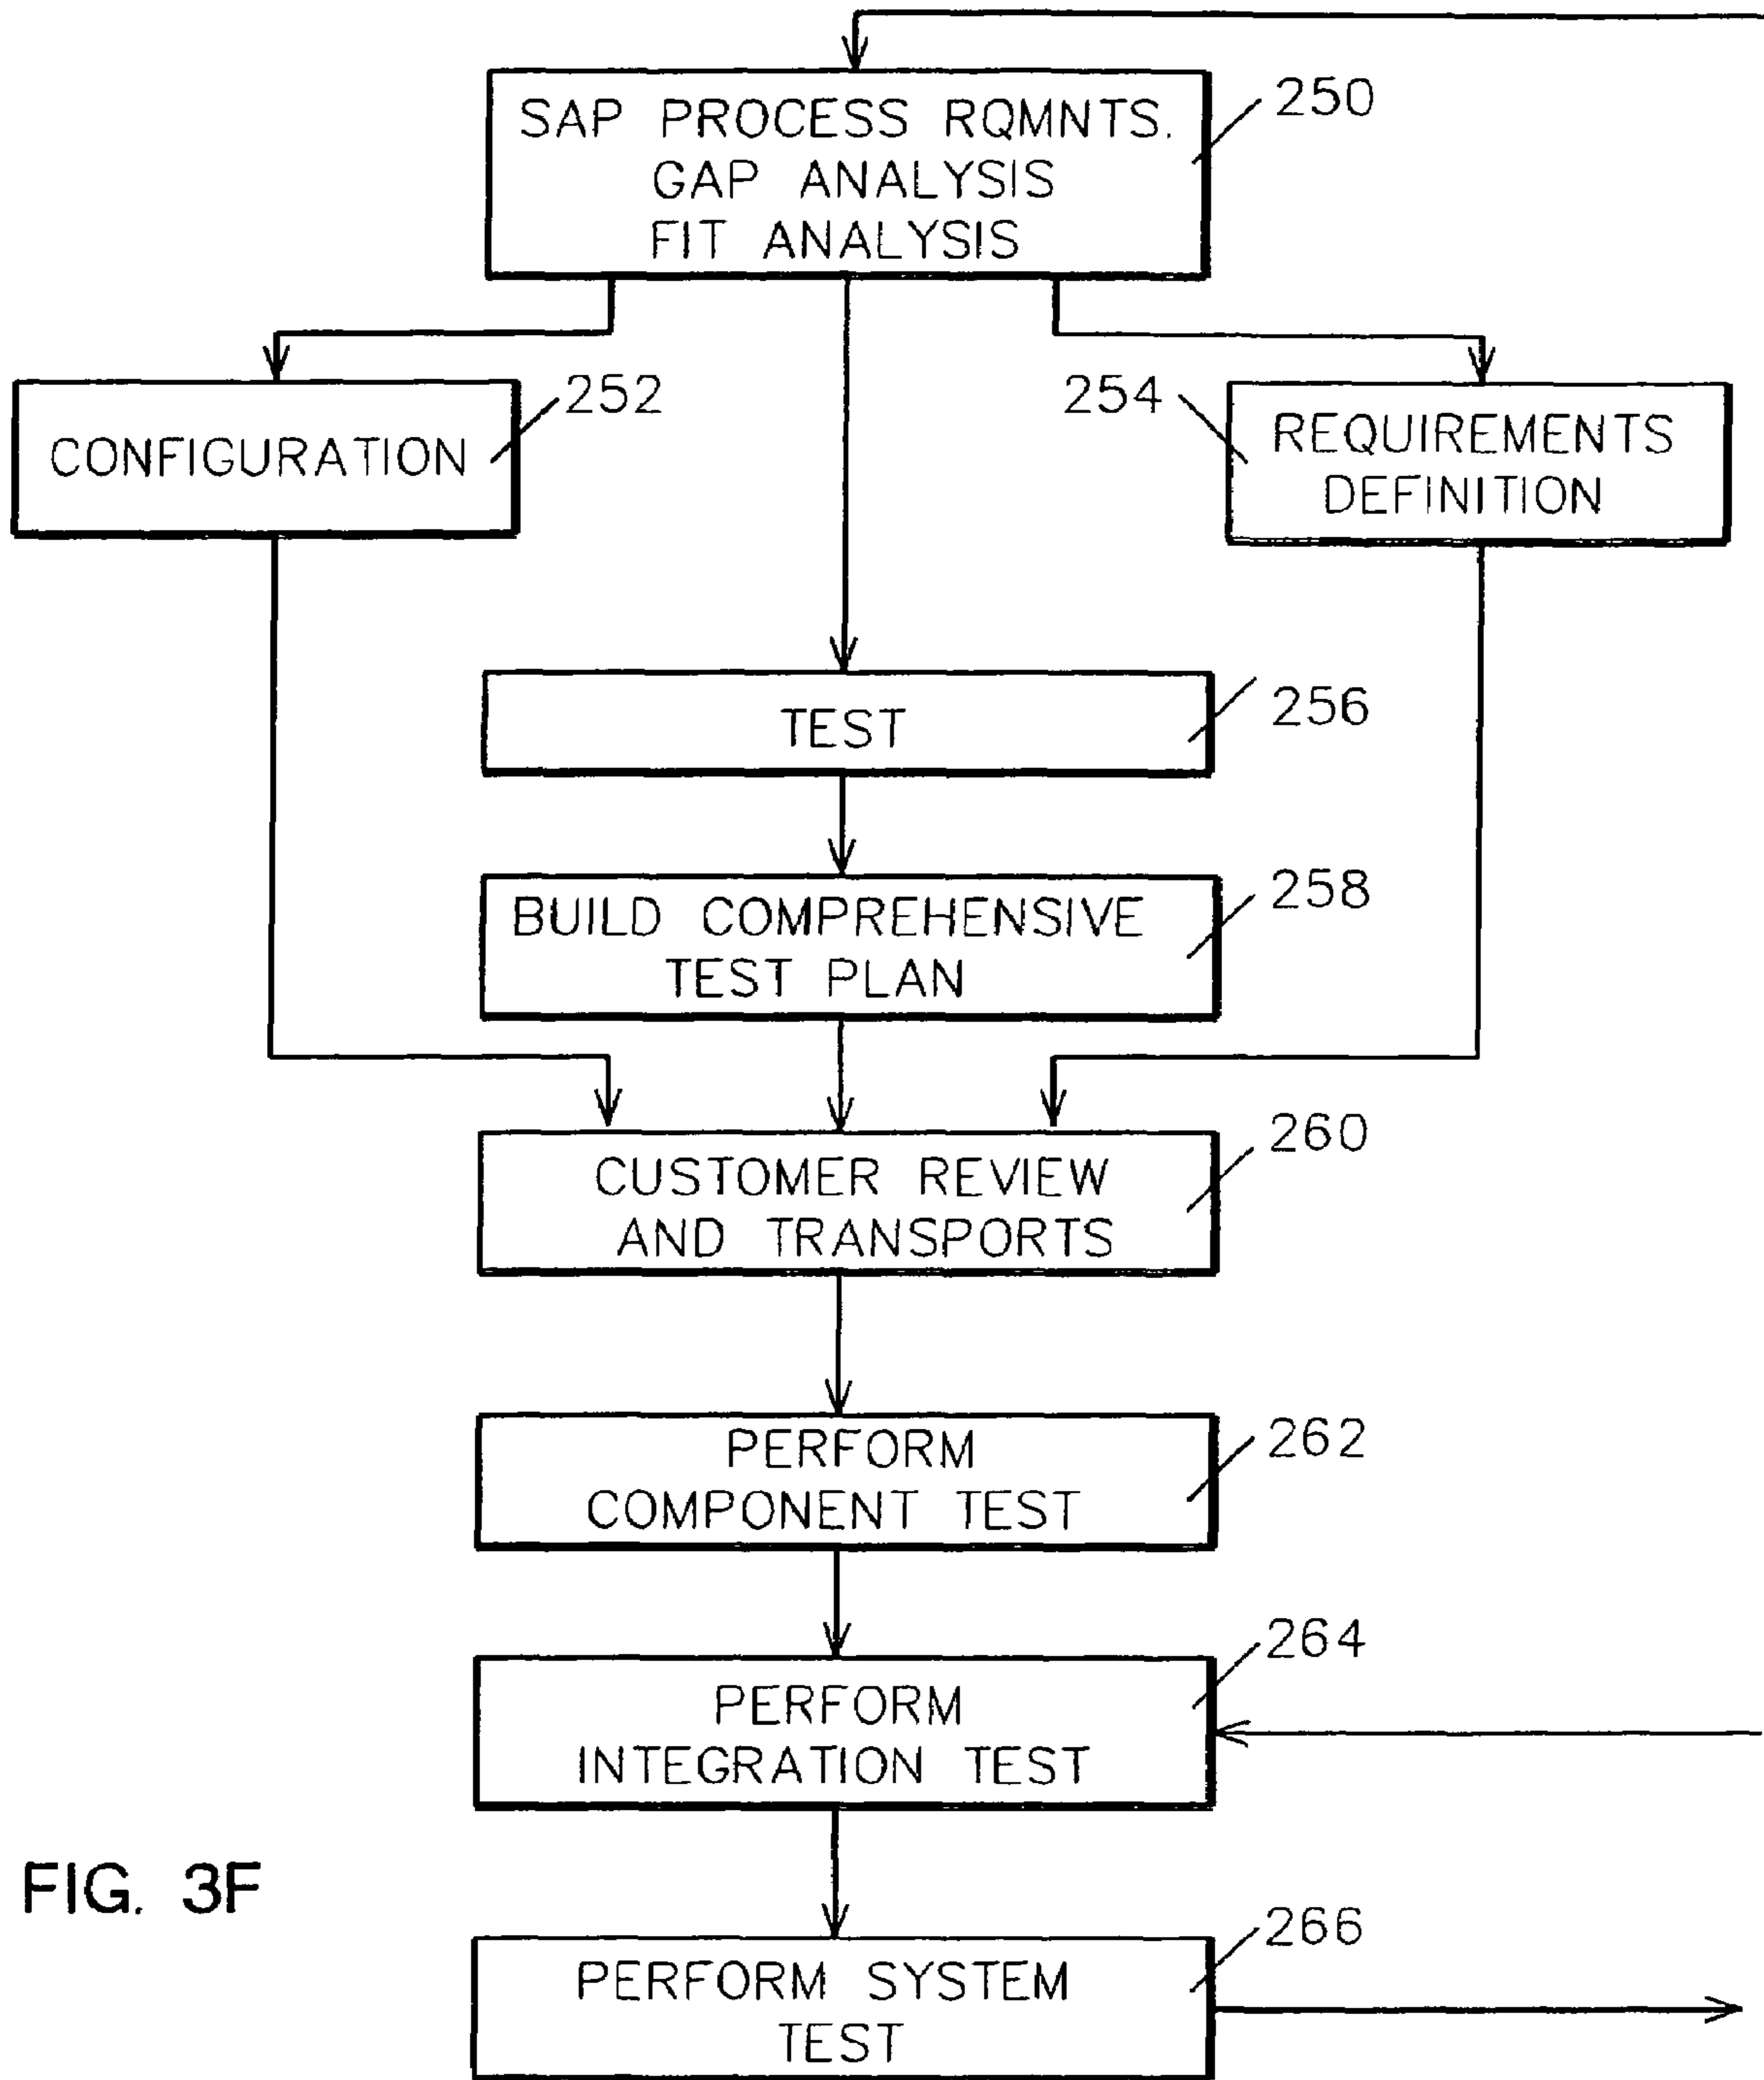 250
SAP PROCESS RQMNTS.
GAP ANALYSIS
FIT ANALYSIS
252
CONFIGURATION
254
REQUIREMENTS
DEFINITION
256
TEST
258
BUILD COMPREHENSIVE
TEST PLAN
260
CUSTOMER REVIEW
AND TRANSPORTS
262
PERFORM
COMPONENT TEST
264
PERFORM
INTEGRATION TEST
FIG. 3F
266
PERFORM SYSTEM
TEST